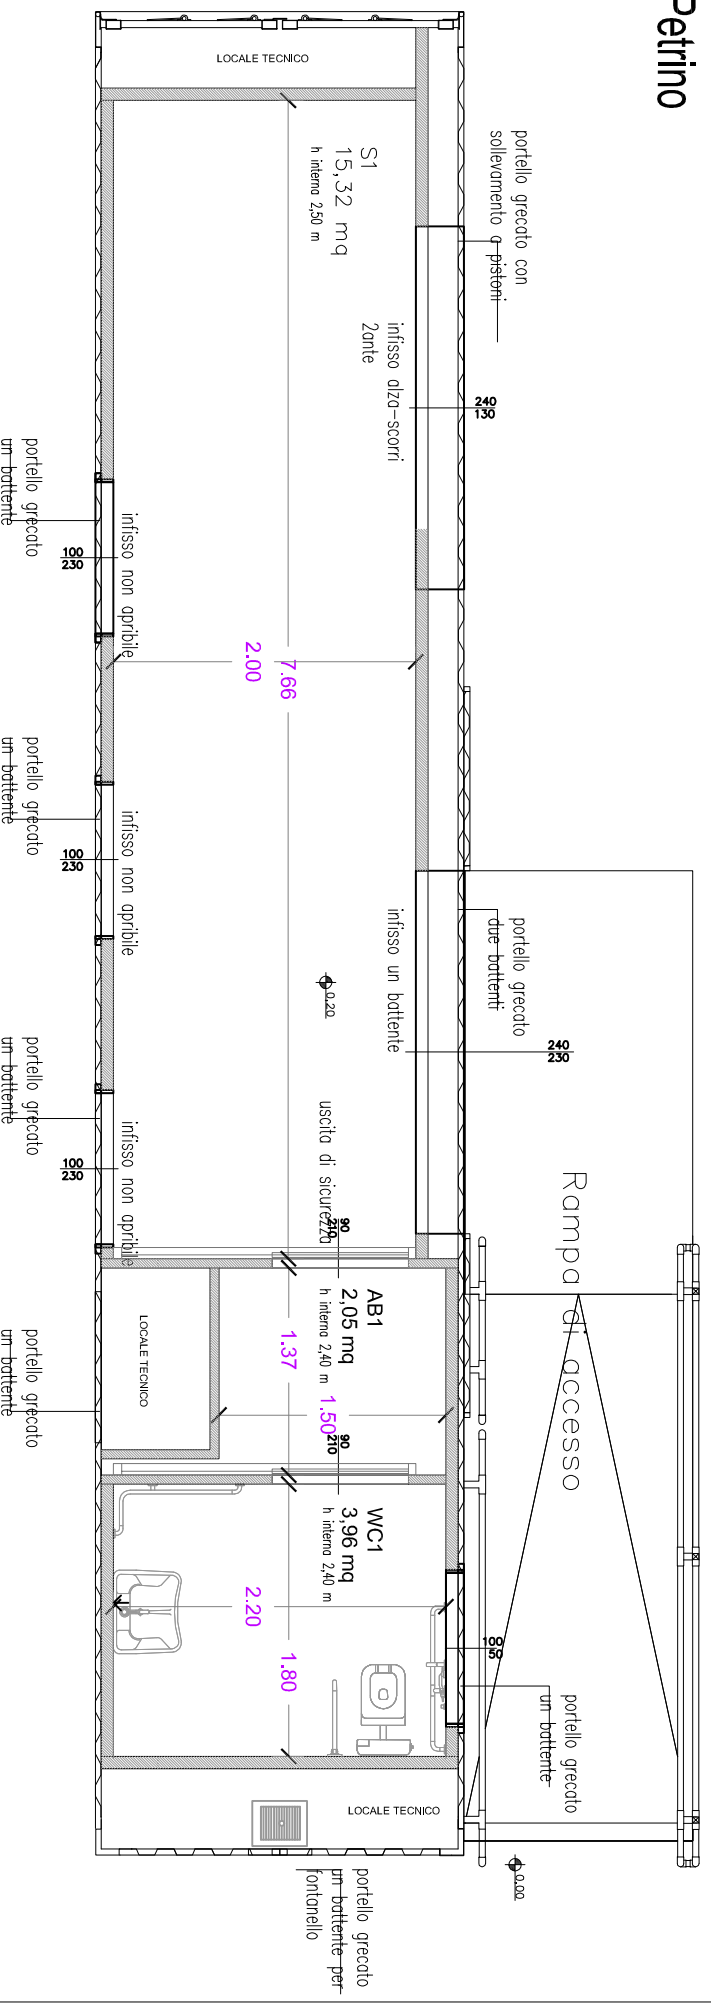 Petrino
LOCALE TECNICO
portello grecato con
sollevamento a pistoni
S1
15,32 mq
h interna 2,50 m
infisso alza-scorri
2ante
240
130
portello grecato
un battente
infisso non apribile
100
230
7.66
2.00
portello grecato
un battente
infisso non apribile
100
230
portello grecato
due battenti
infisso un battente
240
230
0.20
portello grecato
un battente
infisso non apribile
100
230
uscita di sicurezza
90
210
Rampa di accesso
AB1
2,05 mq
h interna 2,40 m
1.37
1.50
LOCALE TECNICO
portello grecato
un battente
90
210
WC1
3,96 mq
h interna 2,40 m
2.20
1.80
100
50
portello grecato
un battente
LOCALE TECNICO
0.00
portello grecato
un battente per
fontanello